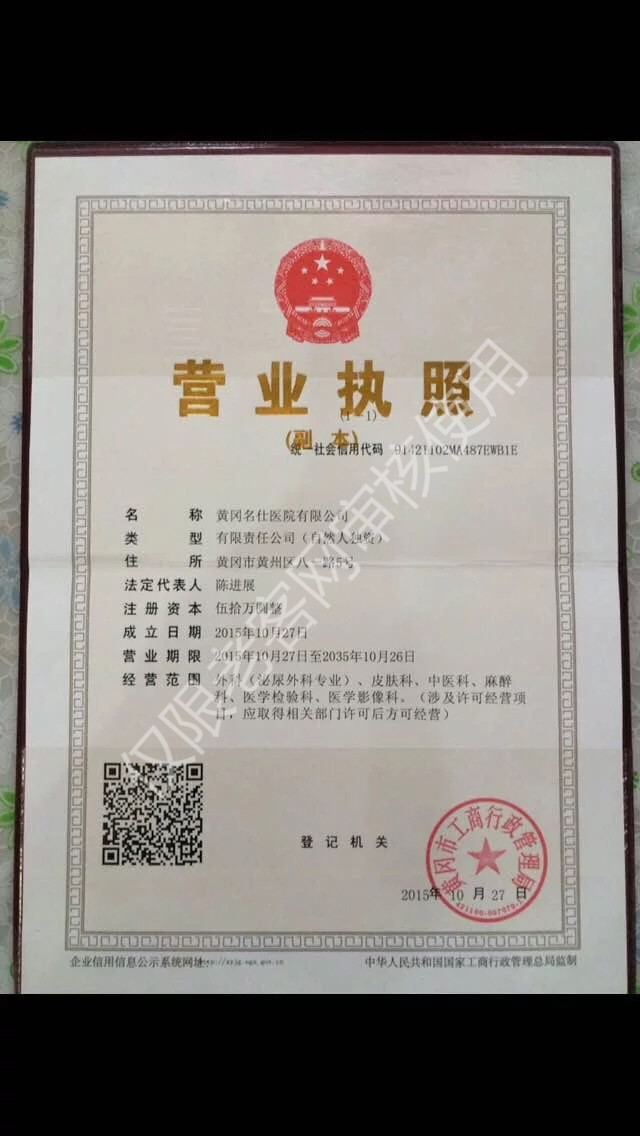 营业执照
(副 本)
(1-1)
统一社会信用代码 91421102MA487EWB1E
名 称 黄冈名仕医院有限公司
类 型 有限责任公司(自然人独资)
住 所 黄冈市黄州区八一路5号
法定代表人 陈进展
注册资本 伍拾万圆整
成立日期 2015年10月27日
营业期限 2015年10月27日至2035年10月26日
经营范围 外科(泌尿外科专业)、皮肤科、中医科、麻醉
科、医学检验科、医学影像科。(涉及许可经营项
目,应取得相关部门许可后方可经营)
登记机关
黄冈市工商行政管理局
2015年 10 月 27 日
企业信用信息公示系统网址:
中华人民共和国国家工商行政管理总局监制